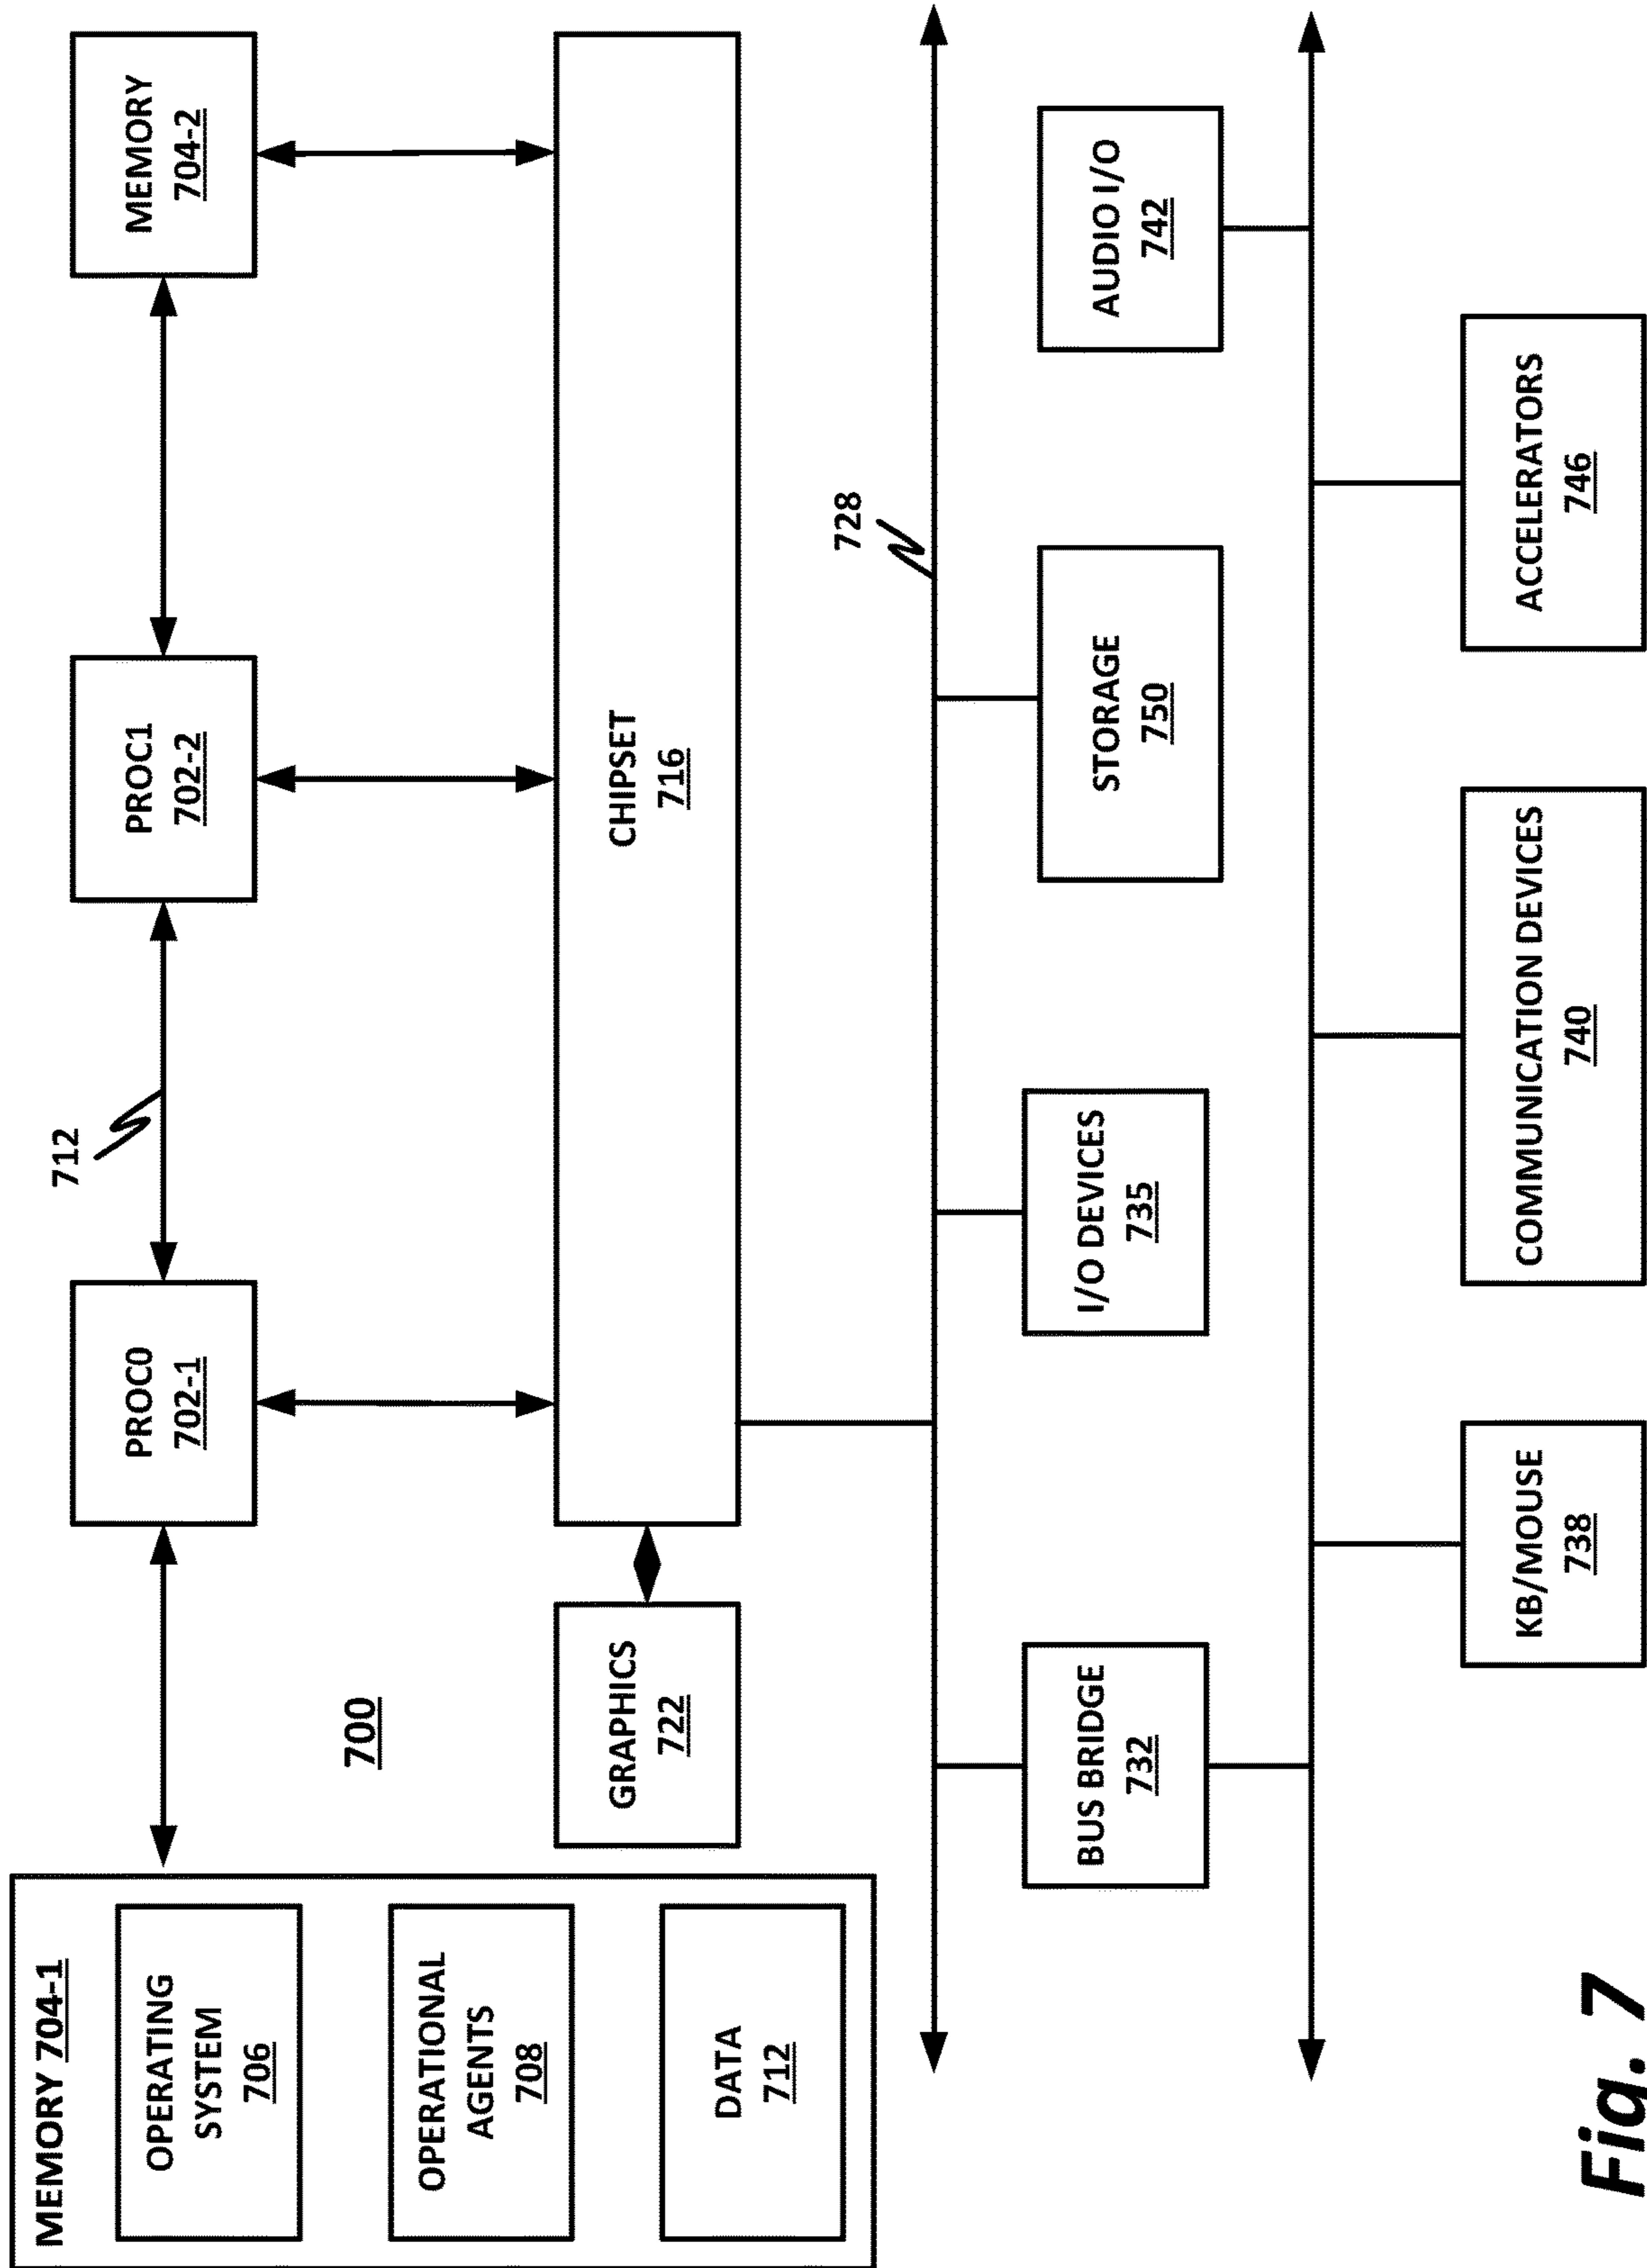 MEMORY 704-1
OPERATING
SYSTEM
706
OPERATIONAL
AGENTS
708
DATA
712
PROC0
702-1
712
PROC1
702-2
MEMORY
704-2
700
GRAPHICS
722
CHIPSET
716
728
BUS BRIDGE
732
I/O DEVICES
735
STORAGE
750
AUDIO I/O
742
KB/MOUSE
738
COMMUNICATION DEVICES
740
ACCELERATORS
746
Fig. 7